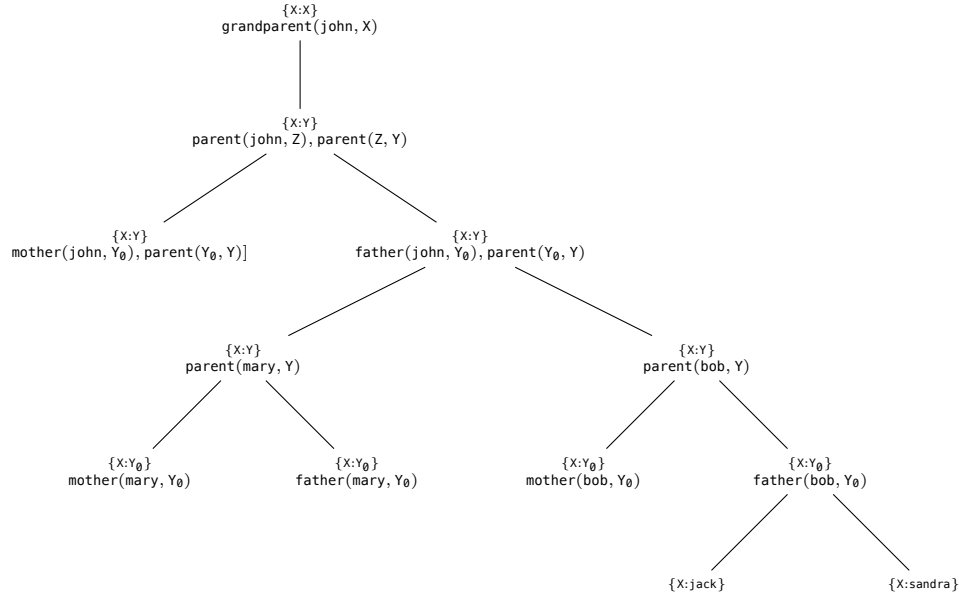 {X:X}
grandparent(john, X)
{X:Y}
parent(john, Z), parent(Z, Y)
{X:Y}
mother(john, Y₀), parent(Y₀, Y)]
{X:Y}
father(john, Y₀), parent(Y₀, Y)
{X:Y}
parent(mary, Y)
{X:Y}
parent(bob, Y)
{X:Y₀}
mother(mary, Y₀)
{X:Y₀}
father(mary, Y₀)
{X:Y₀}
mother(bob, Y₀)
{X:Y₀}
father(bob, Y₀)
{X:jack}
{X:sandra}